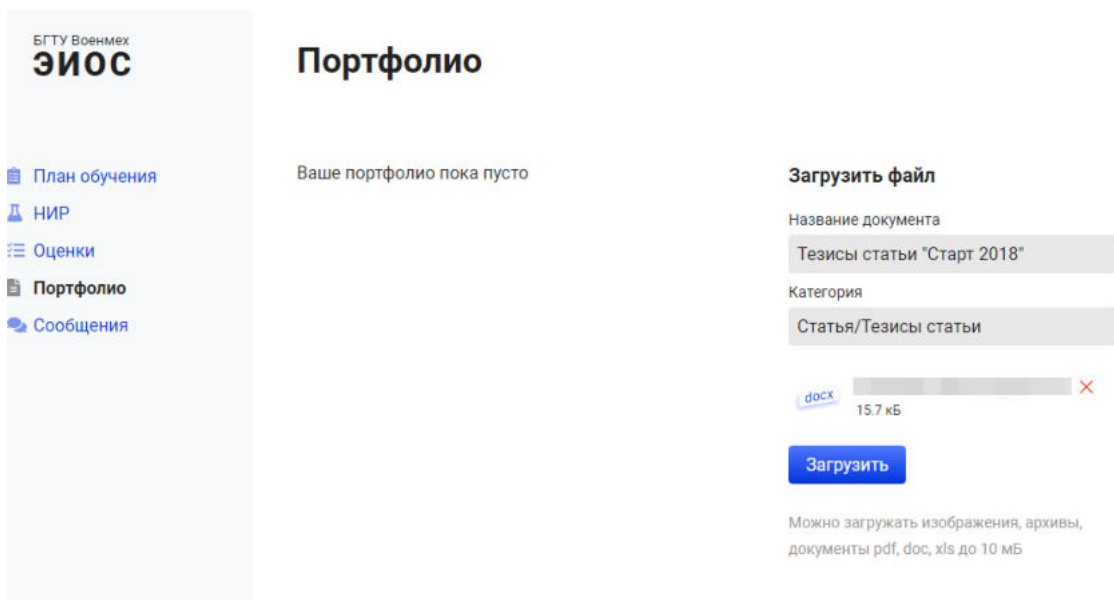 БГТУ Военмех
ЭИОС
Портфолио
План обучения
НИР
Оценки
Портфолио
Сообщения
Ваше портфолио пока пусто
Загрузить файл
Название документа
Тезисы статьи "Старт 2018"
Категория
Статья/Тезисы статьи
docx
15.7 кБ
Загрузить
Можно загружать изображения, архивы,
документы pdf, doc, xls до 10 мБ